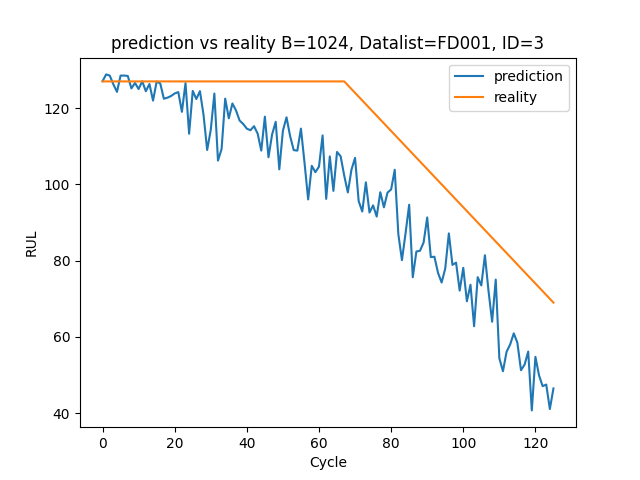 prediction vs reality B=1024, Datalist=FD001, ID=3
prediction
reality
RUL
120
100
80
60
40
0 20 40 60 80 100 120
Cycle